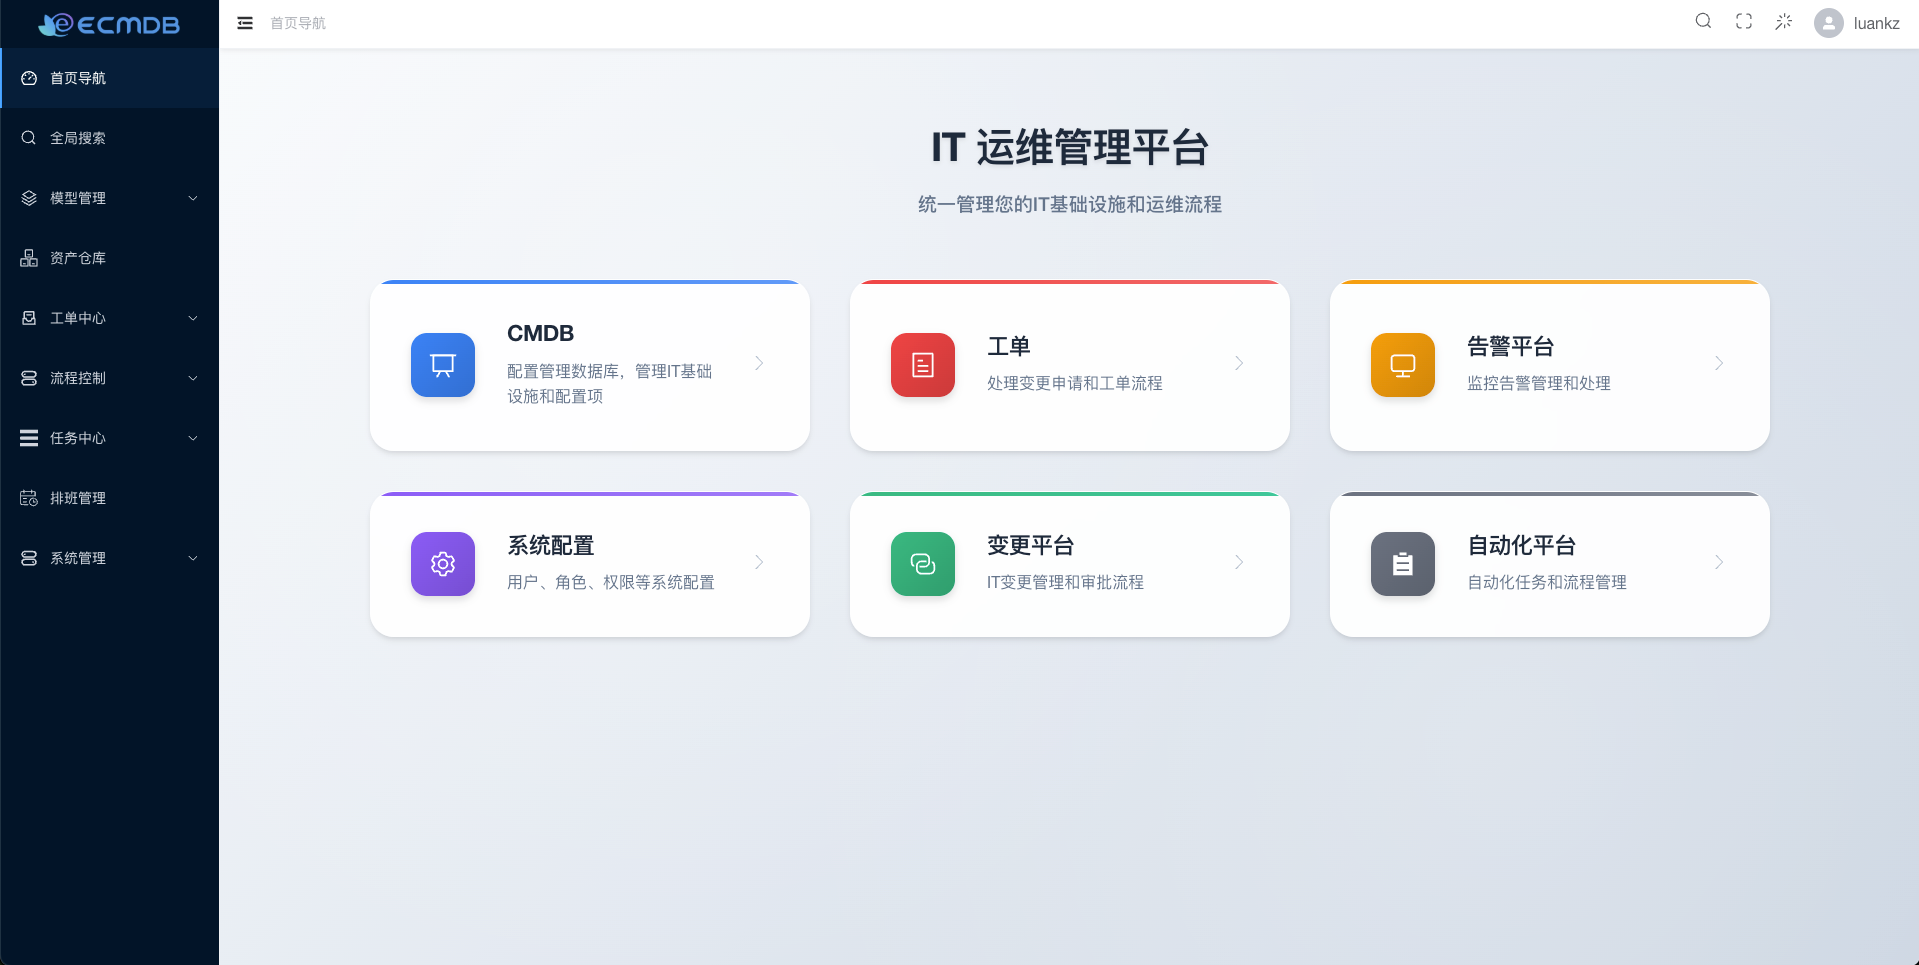 ECMDB
首页导航
全局搜索
模型管理
资产仓库
工单中心
流程控制
任务中心
排班管理
系统管理
首页导航
luankz
IT 运维管理平台
统一管理您的IT基础设施和运维流程
CMDB
配置管理数据库，管理IT基础
设施和配置项
工单
处理变更申请和工单流程
告警平台
监控告警管理和处理
系统配置
用户、角色、权限等系统配置
变更平台
IT变更管理和审批流程
自动化平台
自动化任务和流程管理